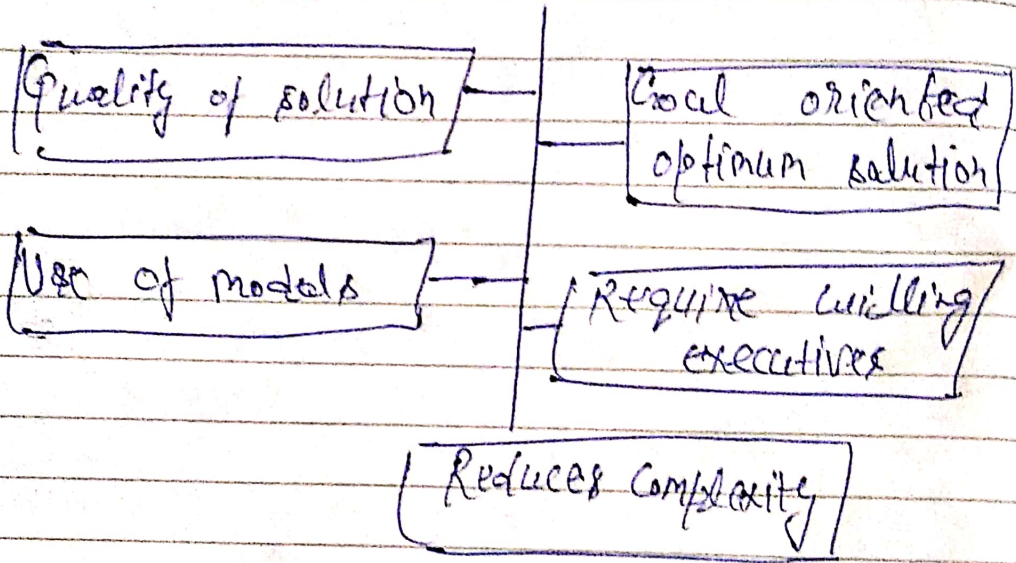 Quality of solution
Goal oriented
optimum solution
Use of models
Require willing
executives
Reduces Complexity